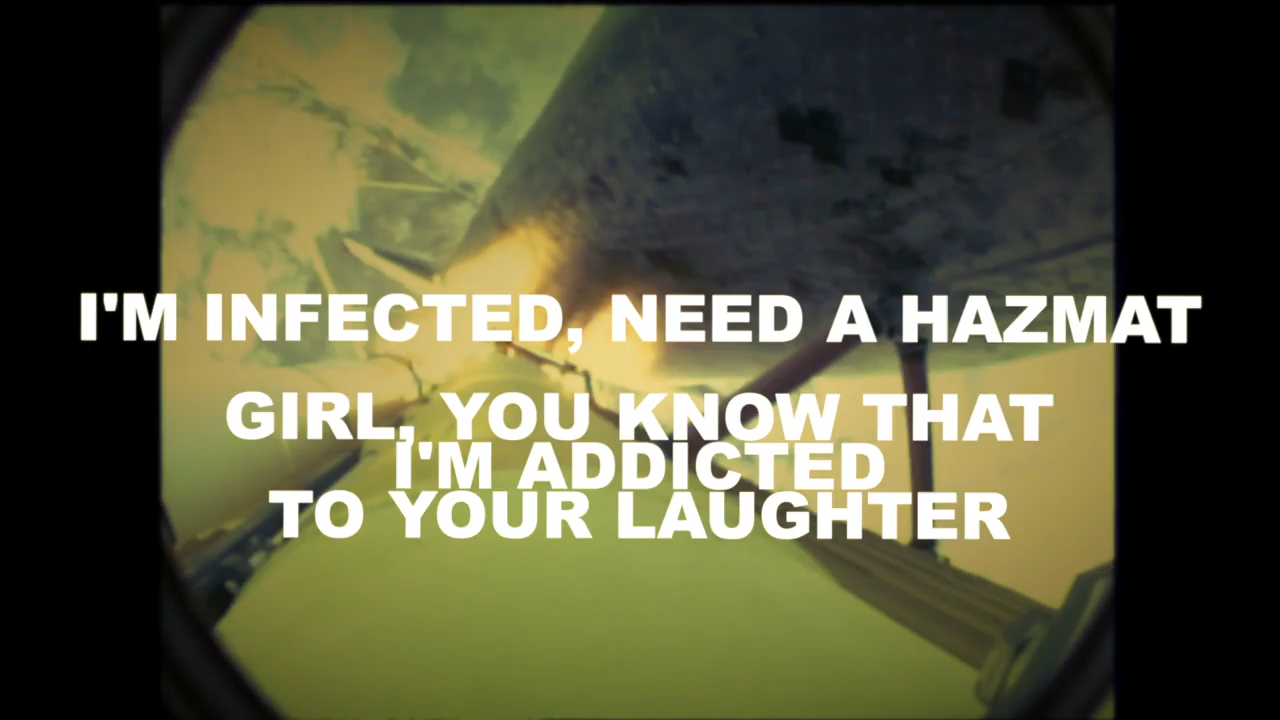 I'M INFECTED, NEED A HAZMAT
GIRL, YOU KNOW THAT
I'M ADDICTED
TO YOUR LAUGHTER